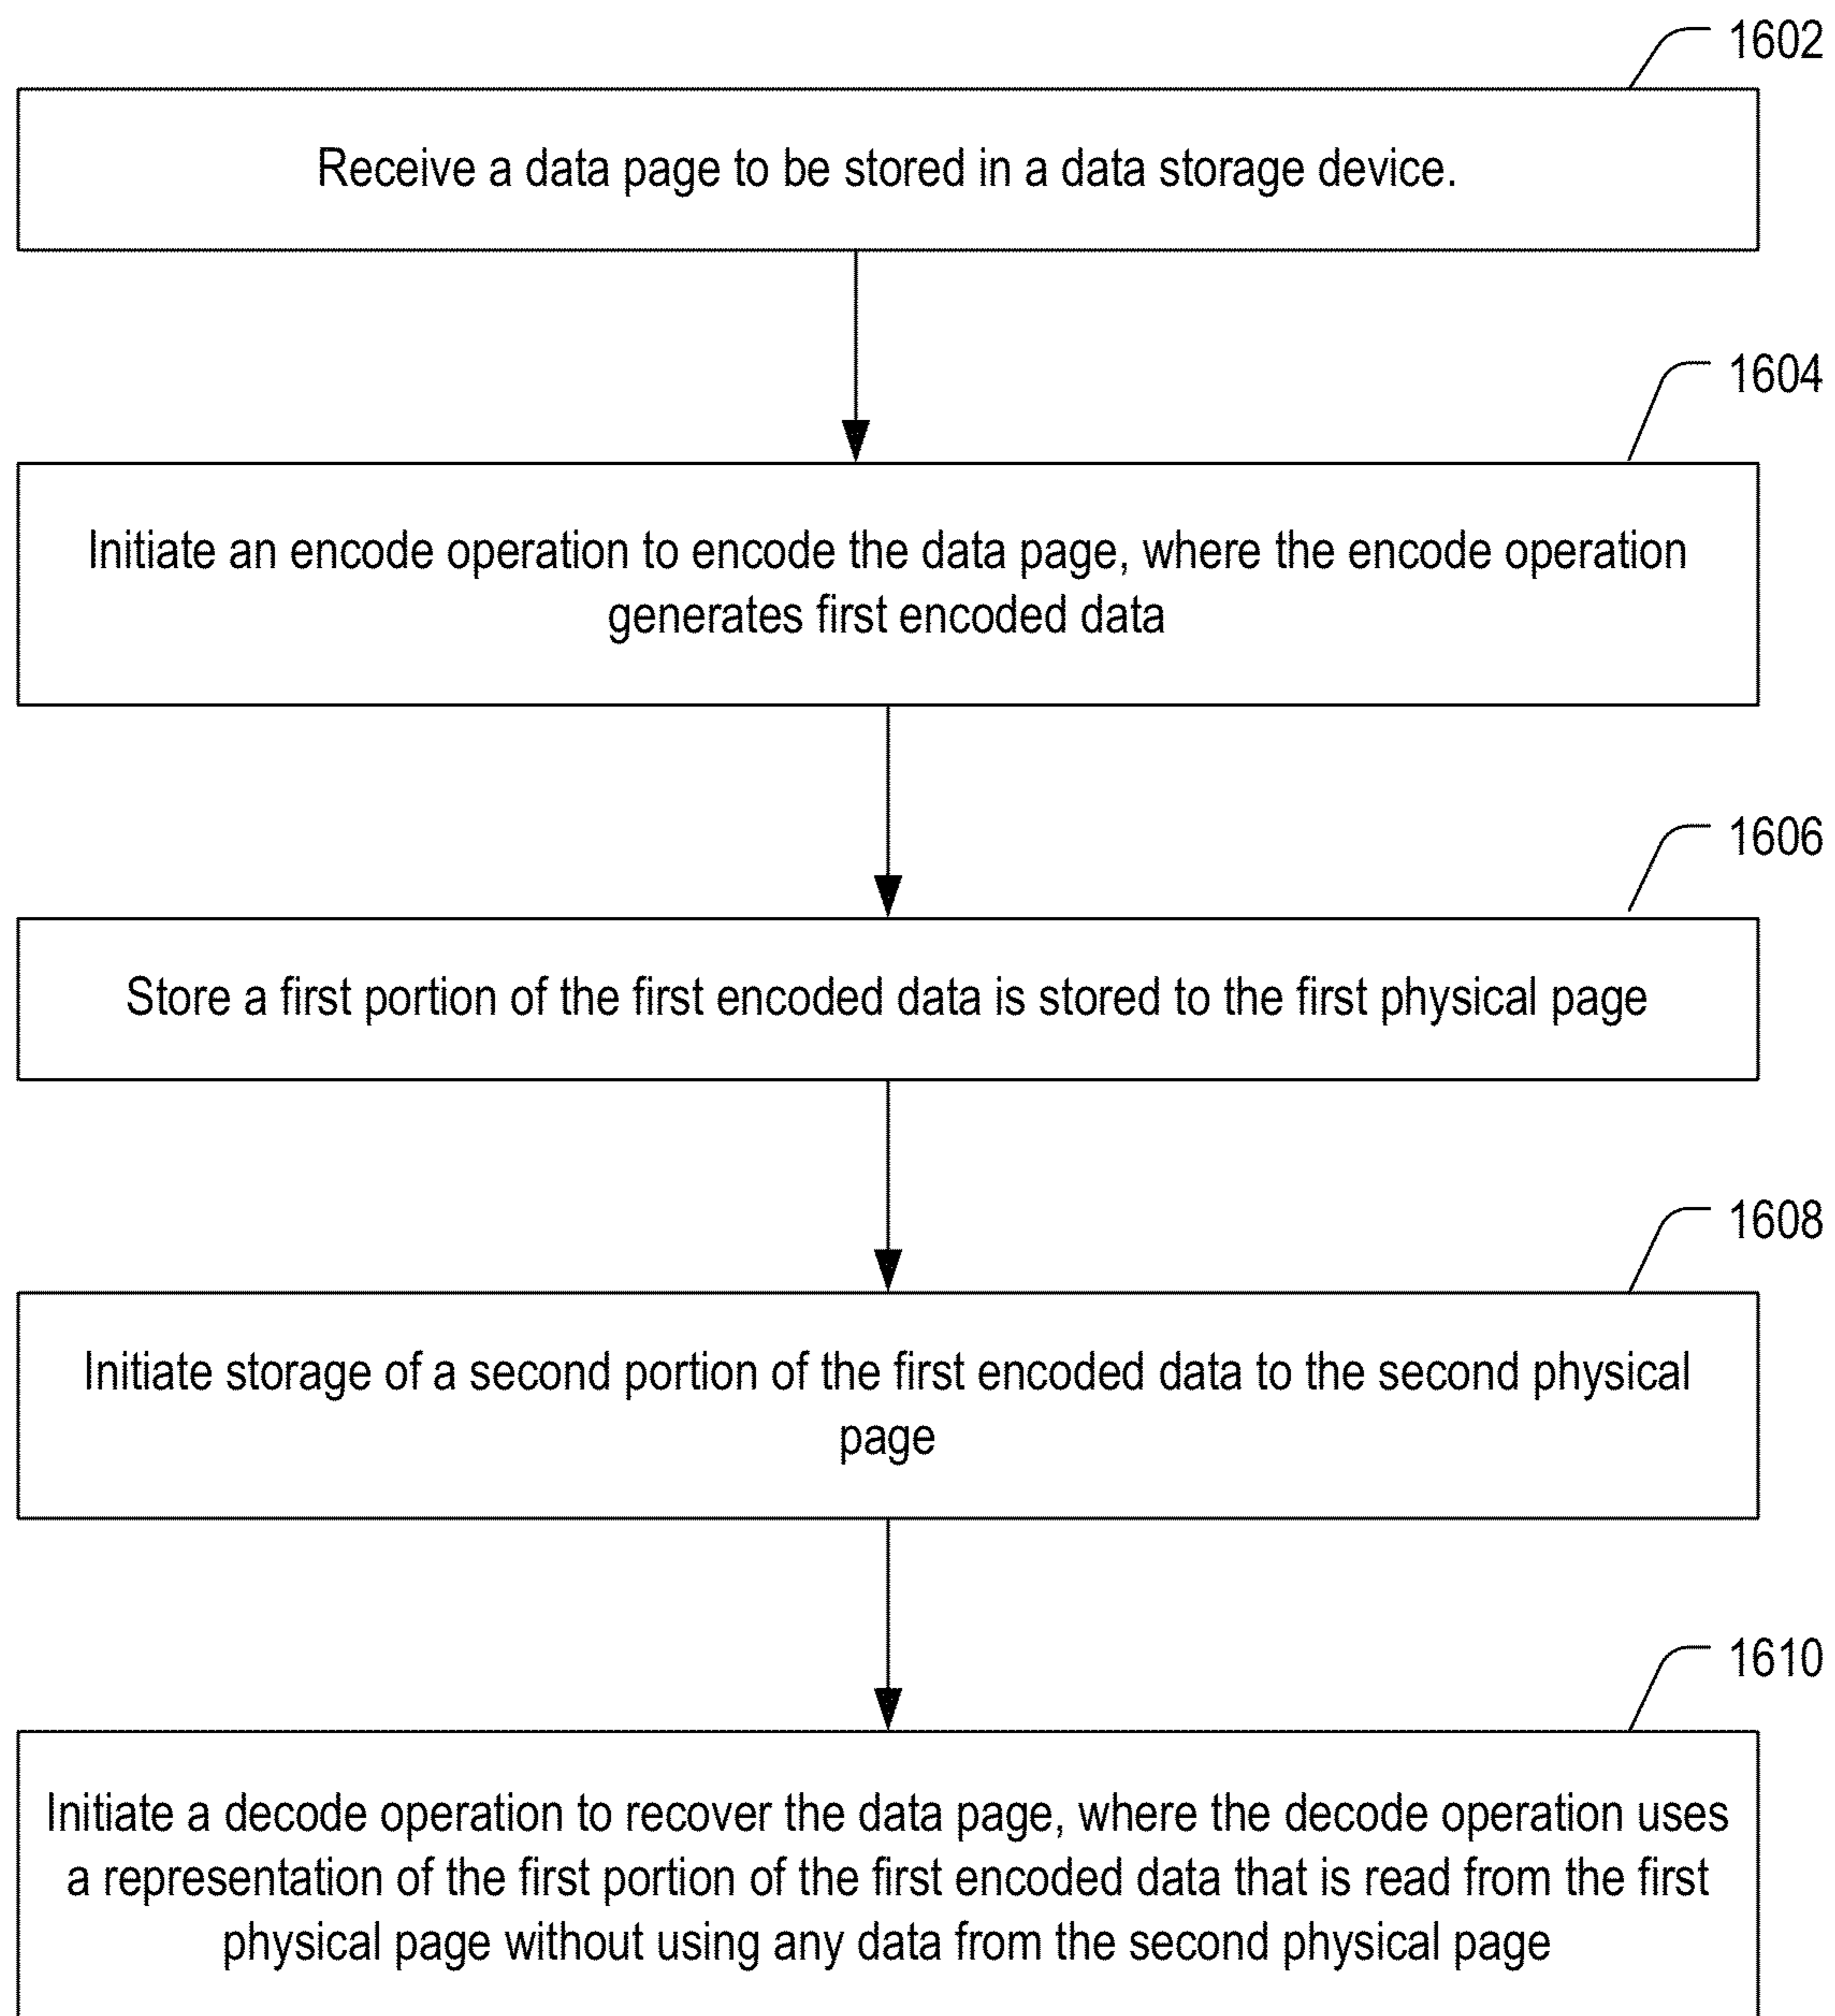 1602
Receive a data page to be stored in a data storage device.
1604
Initiate an encode operation to encode the data page, where the encode operation
generates first encoded data
1606
Store a first portion of the first encoded data is stored to the first physical page
1608
Initiate storage of a second portion of the first encoded data to the second physical
page
1610
Initiate a decode operation to recover the data page, where the decode operation uses
a representation of the first portion of the first encoded data that is read from the first
physical page without using any data from the second physical page